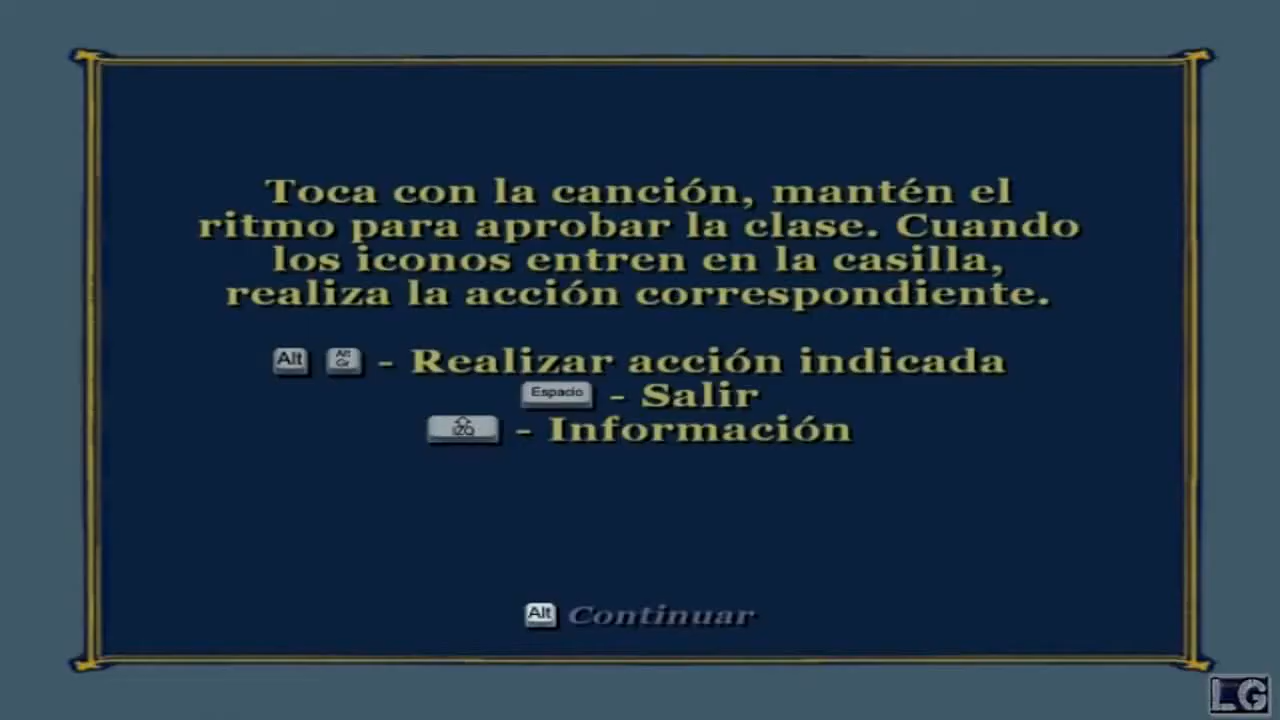 Toca con la canción, mantén el
ritmo para aprobar la clase. Cuando
los iconos entren en la casilla,
realiza la acción correspondiente.
Alt Alt Gr - Realizar acción indicada
Espacio - Salir
IZQ - Información
Alt Continuar
LG